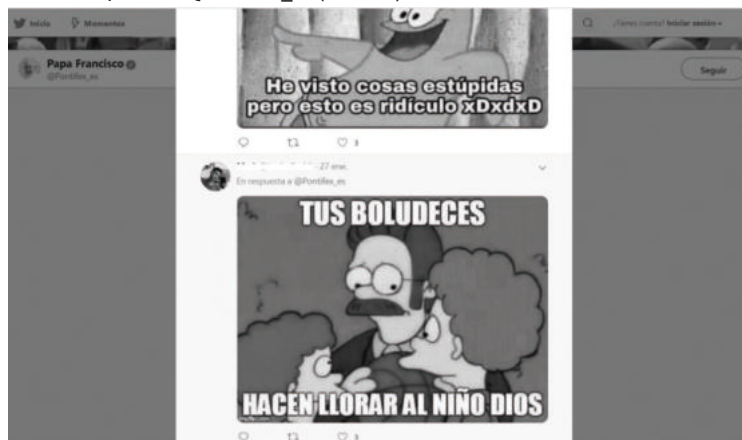 Inicio Momentos
¿Tienes cuenta? Iniciar sesión
Papa Francisco
@Pontifex_es
Seguir
He visto cosas estúpidas
pero esto es ridículo xDxdxD
3
27 ene.
En respuesta a @Pontifex_es
TUS BOLUDECES
HACEN LLORAR AL NIÑO DIOS
3